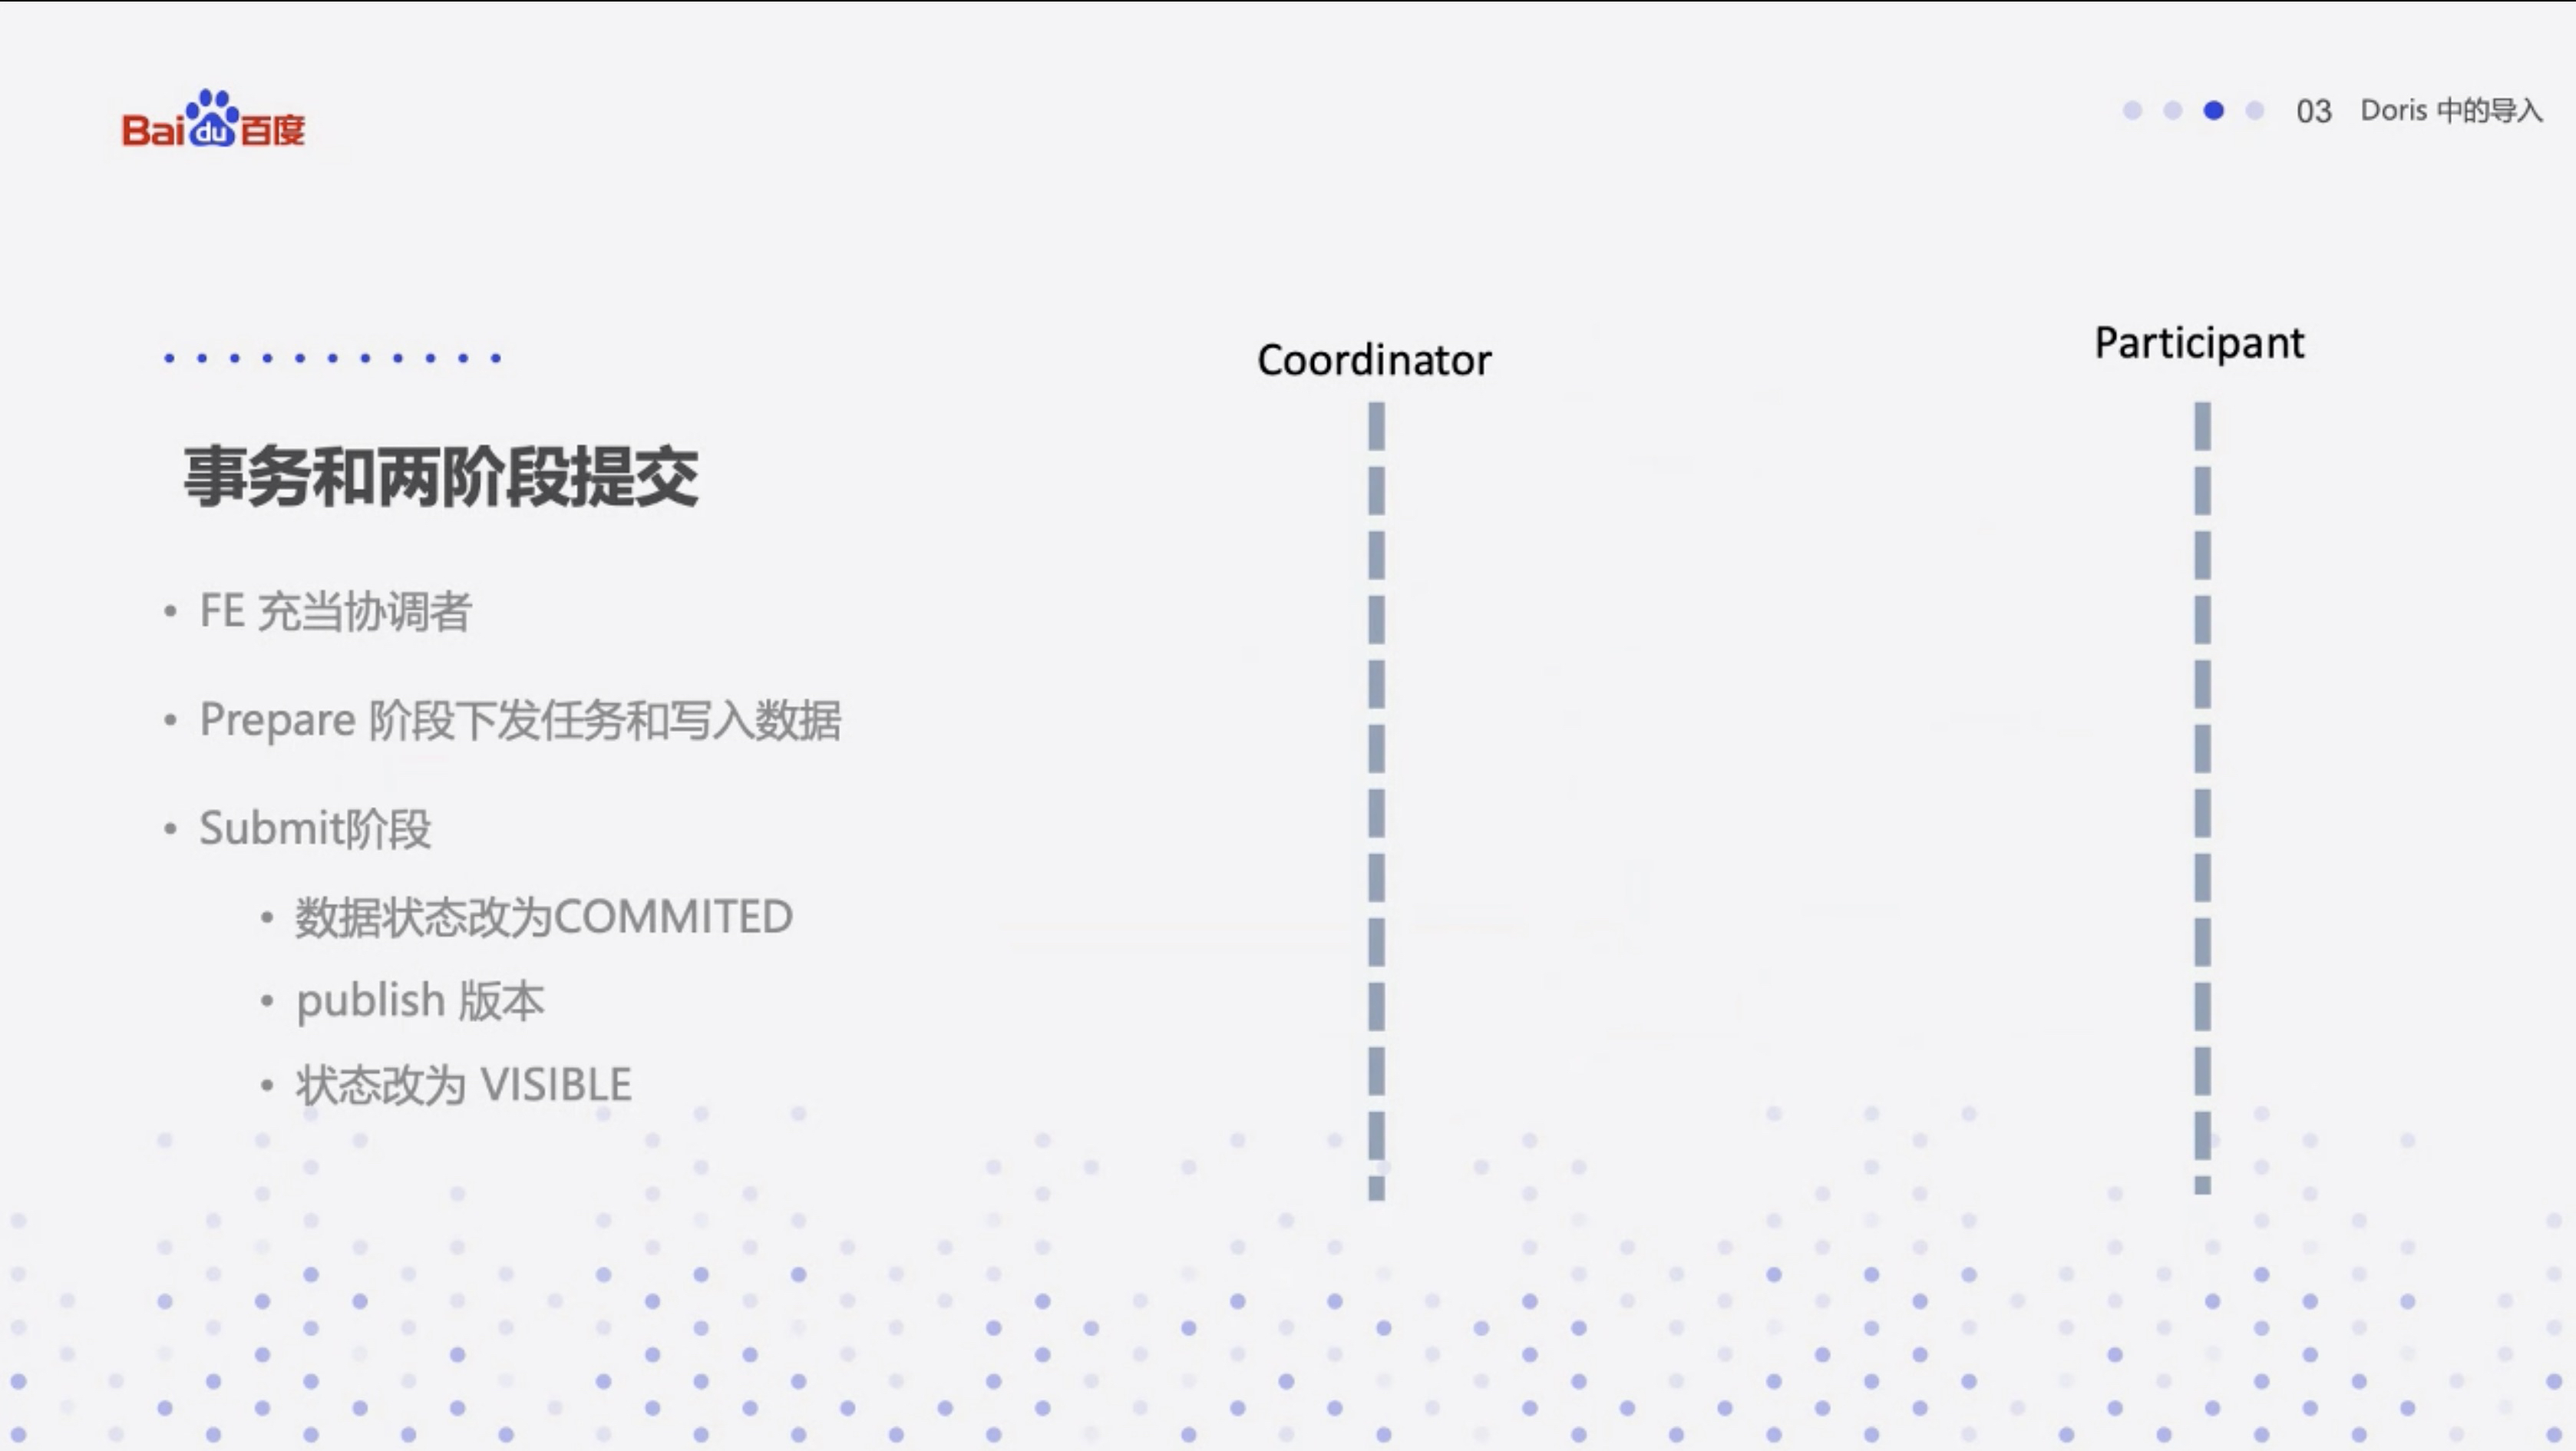 Bai du 百度
03 Doris 中的导入
事务和两阶段提交
• FE 充当协调者
• Prepare 阶段下发任务和写入数据
• Submit阶段
• 数据状态改为COMMITED
• publish 版本
• 状态改为 VISIBLE
Coordinator
Participant